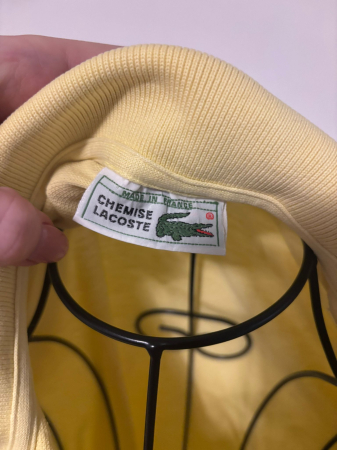 MADE IN FRANCE
CHEMISE
LACOSTE
®